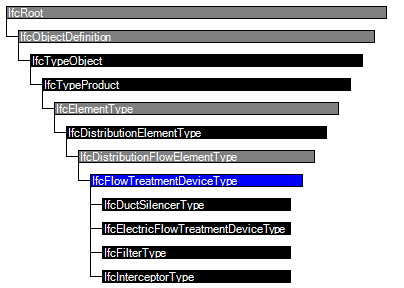 IfcRoot
IfcObjectDefinition
IfcTypeObject
IfcTypeProduct
IfcElementType
IfcDistributionElementType
IfcDistributionFlowElementType
IfcFlowTreatmentDeviceType
IfcDuctSilencerType
IfcElectricFlowTreatmentDeviceType
IfcFilterType
IfcInterceptorType